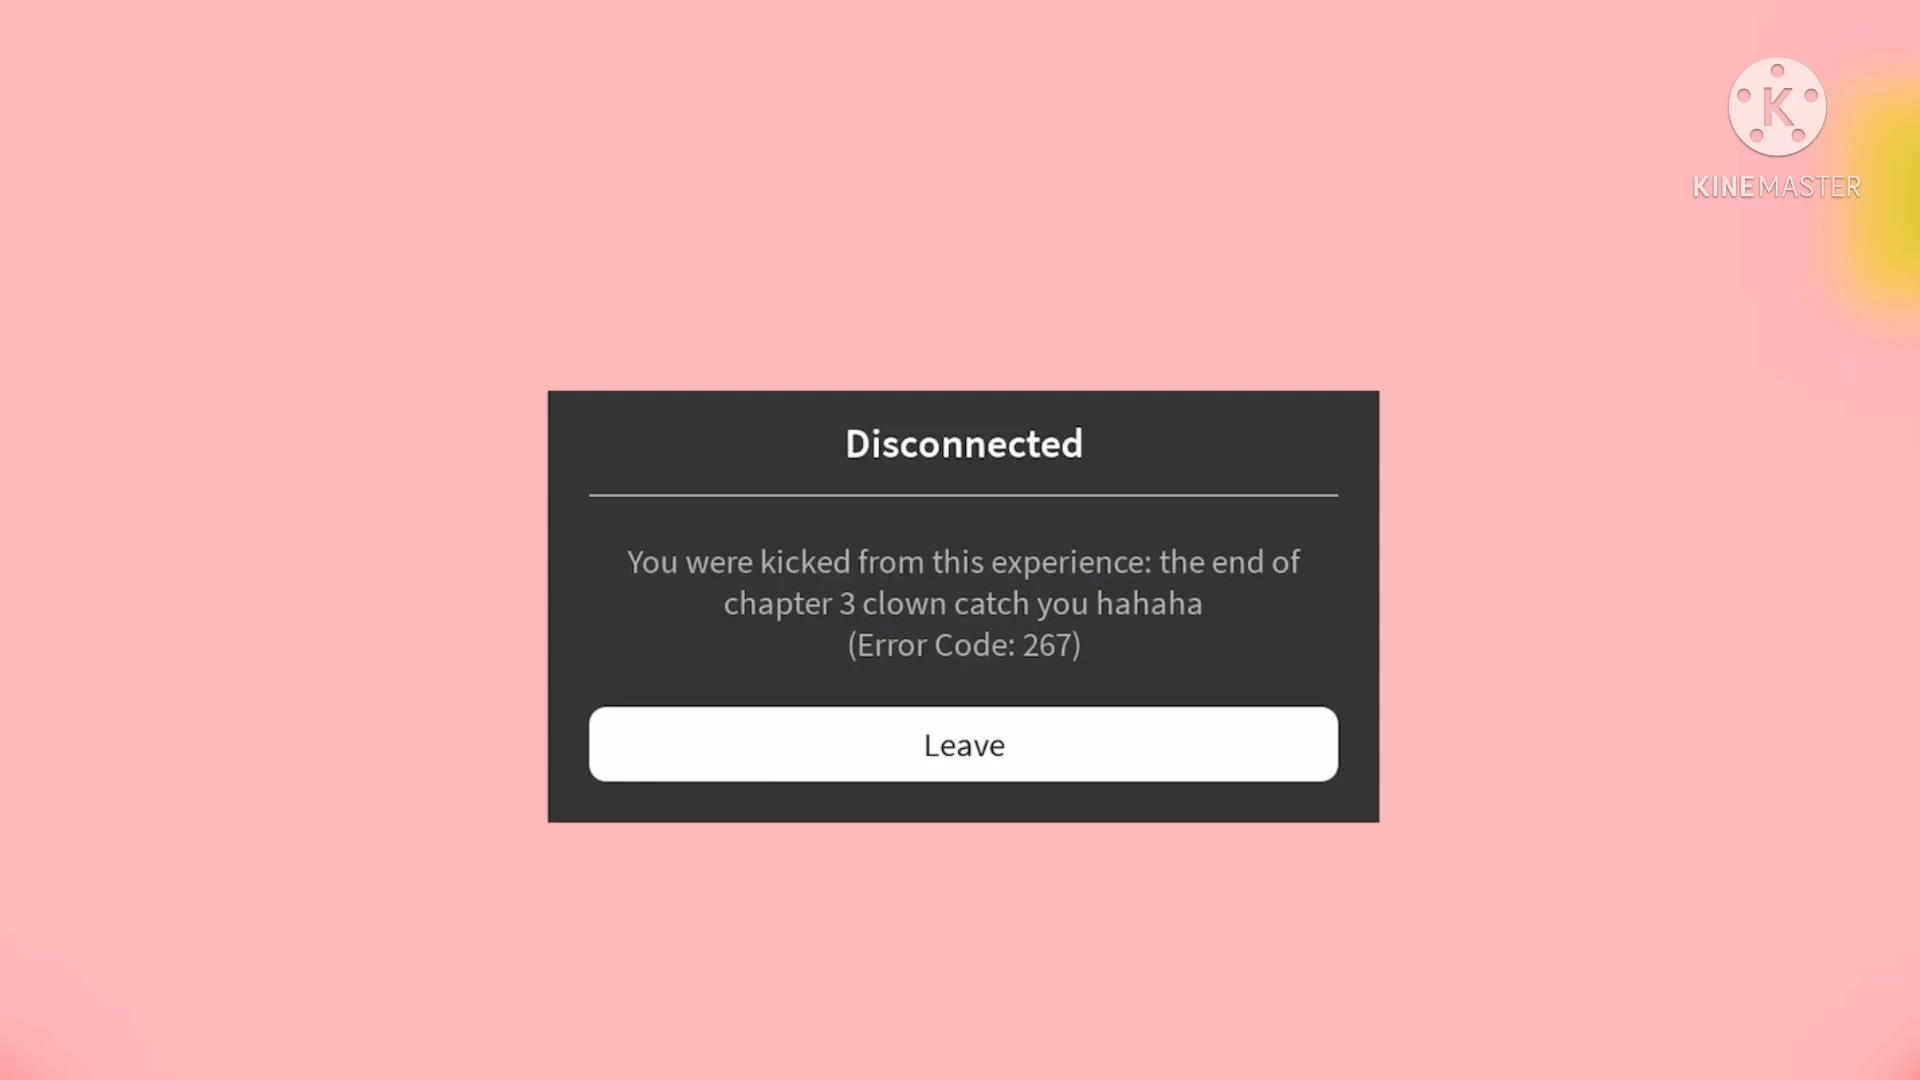 K
KINEMASTER
Disconnected
You were kicked from this experience: the end of
chapter 3 clown catch you hahaha
(Error Code: 267)
Leave